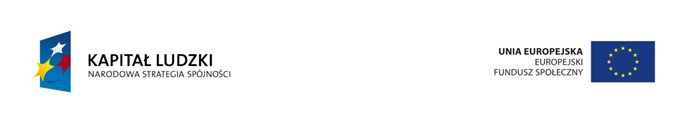 KAPITAŁ LUDZKI
NARODOWA STRATEGIA SPÓJNOŚCI
UNIA EUROPEJSKA
EUROPEJSKI
FUNDUSZ SPOŁECZNY